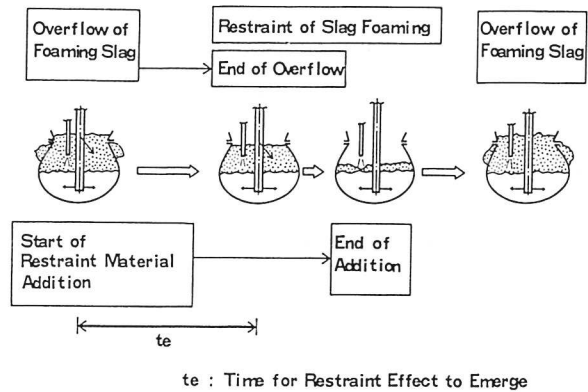 Overflow of
Foaming Slag
Restraint of Slag Foaming
End of Overflow
Overflow of
Foaming Slag
Start of
Restraint Material
Addition
End of
Addition
te
te : Time for Restraint Effect to Emerge